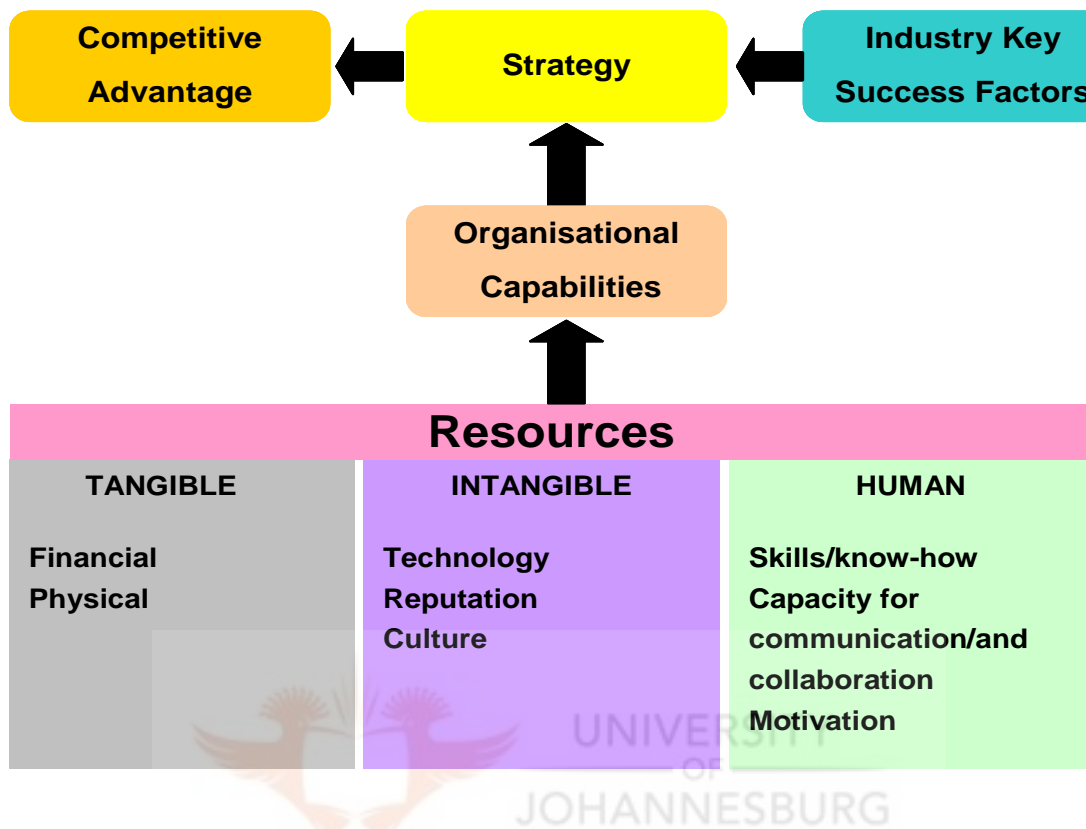 Competitive
Advantage
Strategy
Industry Key
Success Factors
Organisational
Capabilities
Resources
TANGIBLE
Financial
Physical
INTANGIBLE
Technology
Reputation
Culture
HUMAN
Skills/know-how
Capacity for
communication/and
collaboration
Motivation
UNIVERSITY
OF
JOHANNESBURG